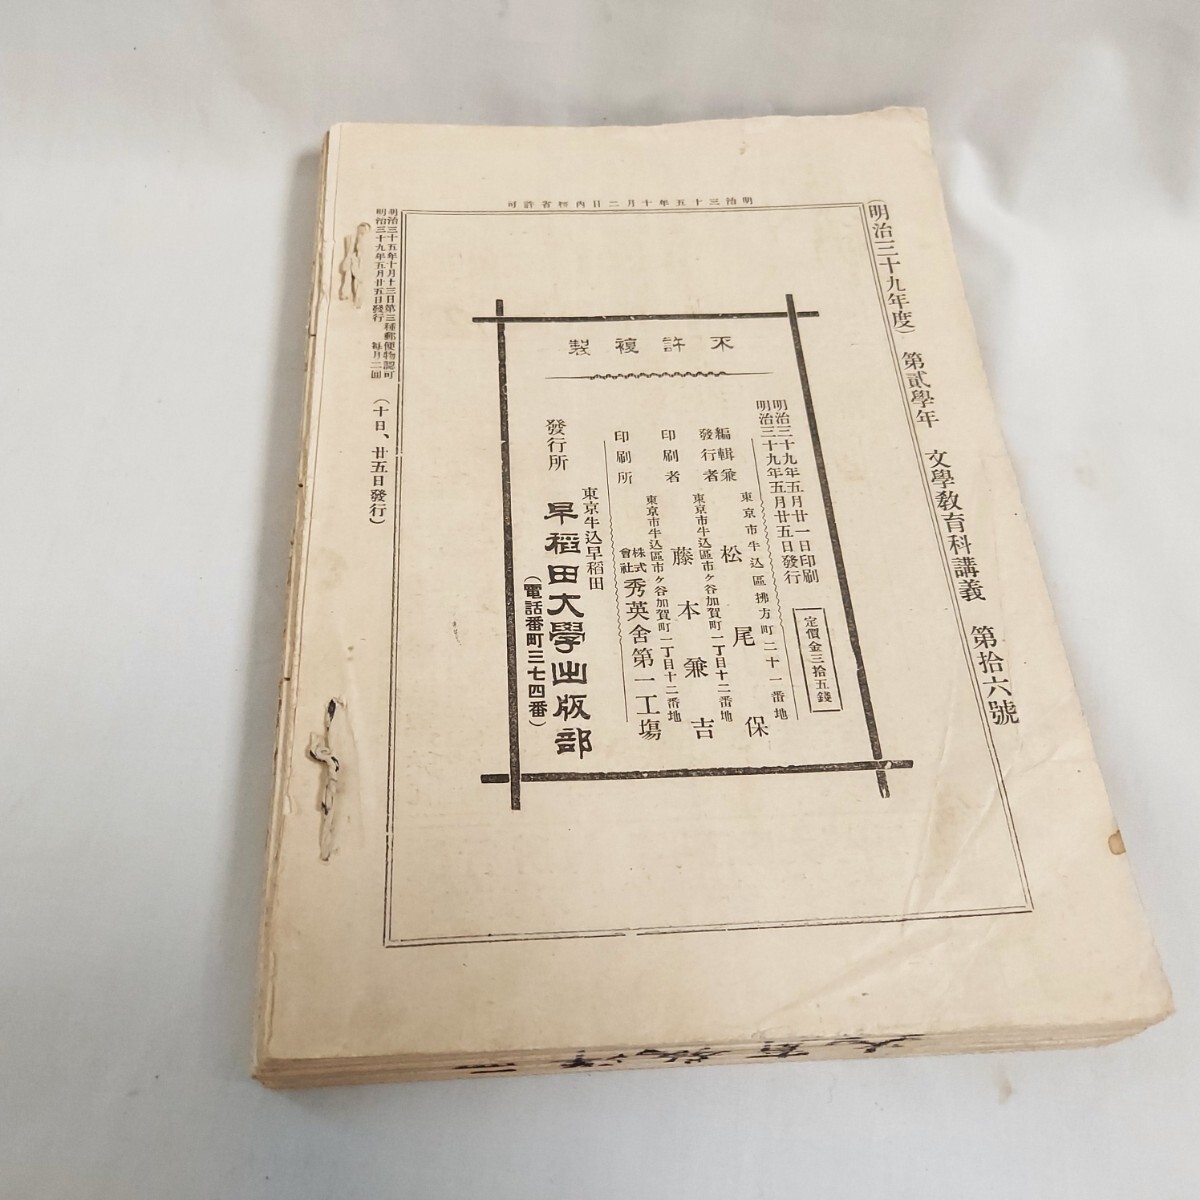 明治三十五年十月二日內務省許可
(明治三十九年度) 第貳學年 文學敎育科講義 第拾六號
不許複製
定價金三拾五錢
明治三十九年五月廿一日印刷
明治三十九年五月廿五日發行
東京市牛込區拂方町二十一番地
編輯兼發行者 松尾保
東京市牛込區市ヶ谷加賀町一丁目十二番地
印刷者 藤本兼吉
東京市牛込區市ヶ谷加賀町一丁目十二番地
印刷所 株式會社 秀英舍第一工場
東京牛込早稻田
發行所 早稻田大學出版部
(電話番町三七四番)
明治三十五年十月十三日第三種郵便物認可
明治三十九年五月廿五日發行 每月二回
(十日、廿五日發行)